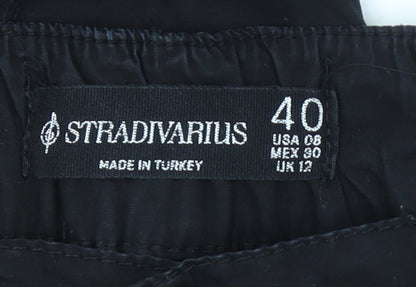 STRADIVARIUS
MADE IN TURKEY
40
USA 08
MEX 30
UK 12